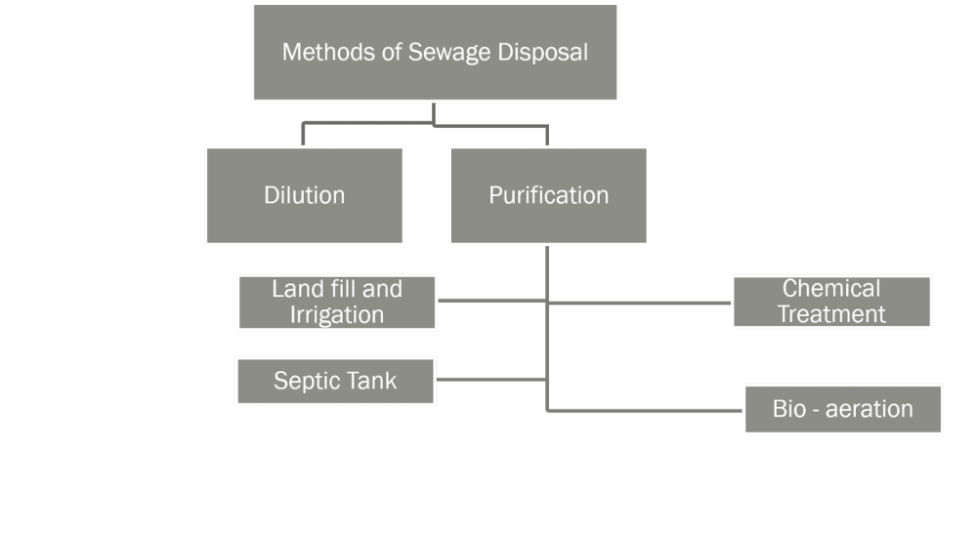 Methods of Sewage Disposal
Dilution
Purification
Land fill and
Irrigation
Chemical
Treatment
Septic Tank
Bio - aeration